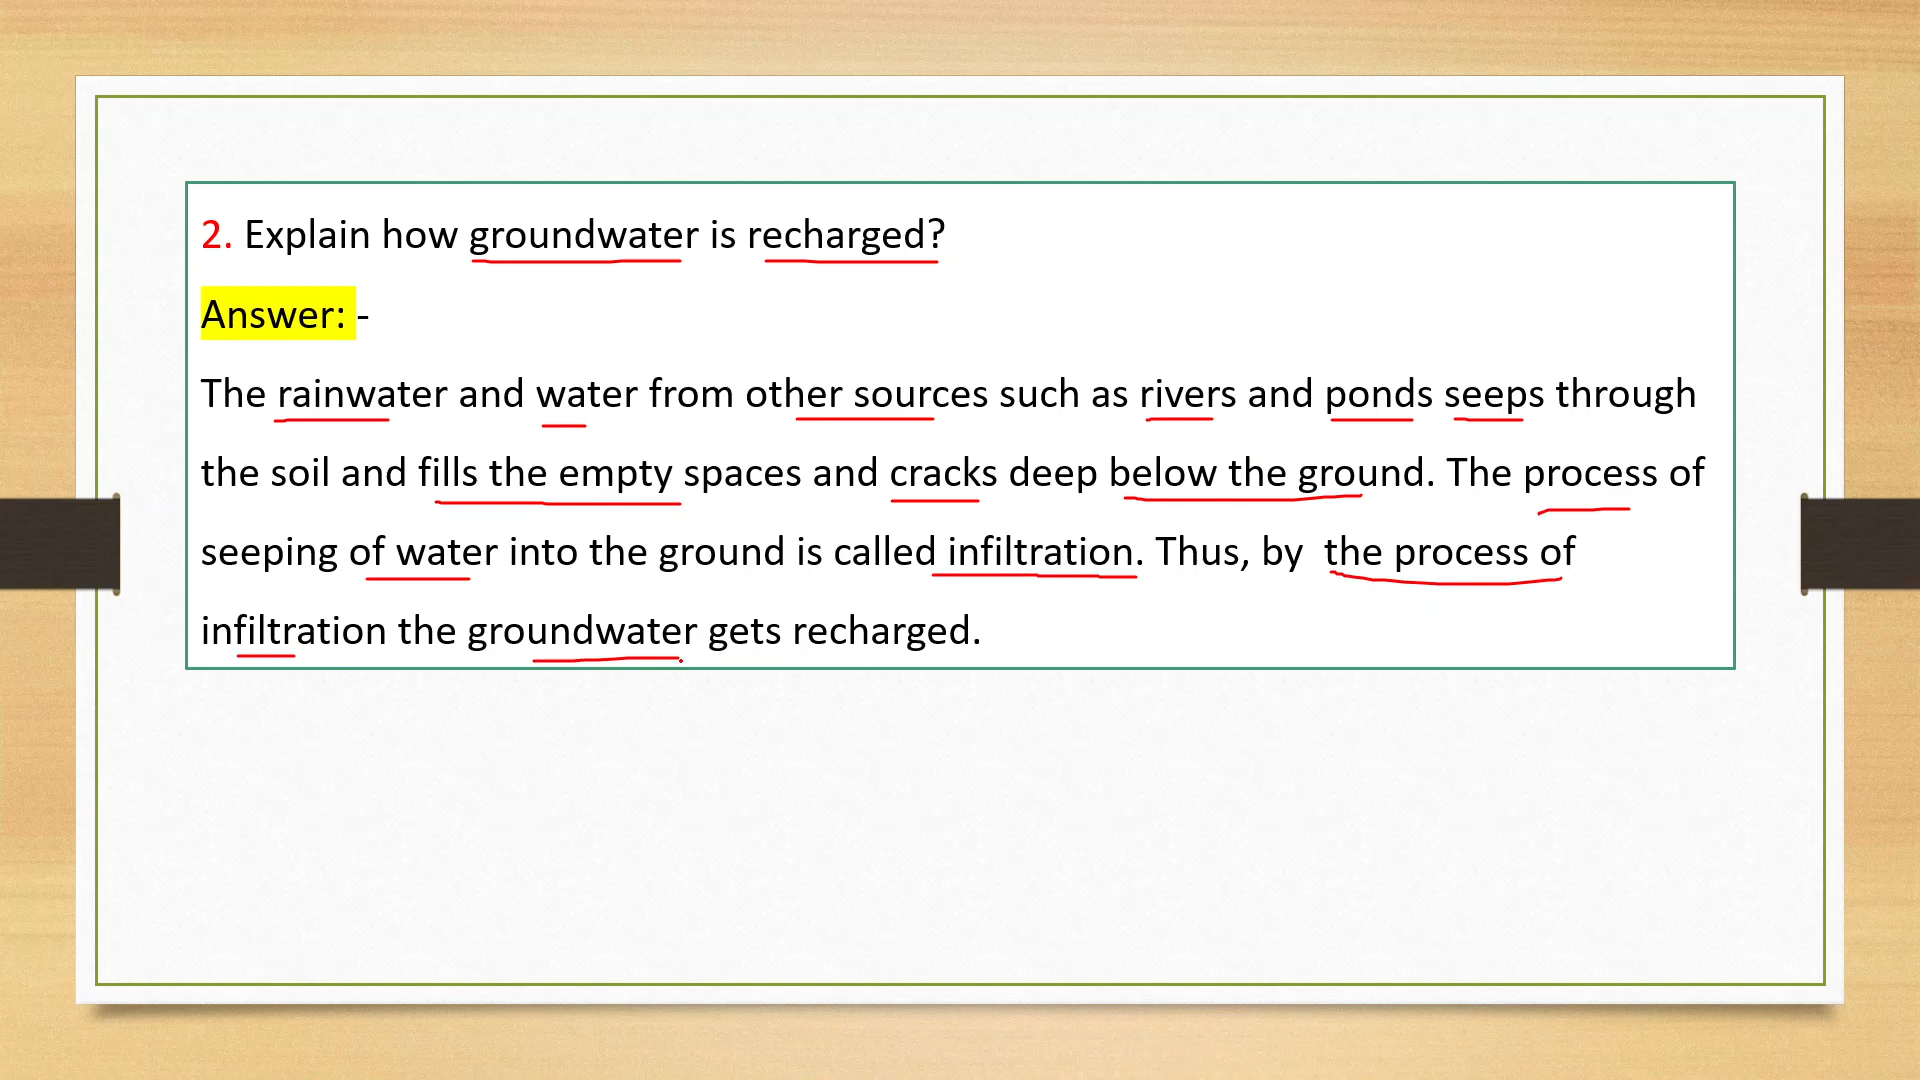 2. Explain how groundwater is recharged?
Answer: -
The rainwater and water from other sources such as rivers and ponds seeps through
the soil and fills the empty spaces and cracks deep below the ground. The process of
seeping of water into the ground is called infiltration. Thus, by  the process of
infiltration the groundwater gets recharged.